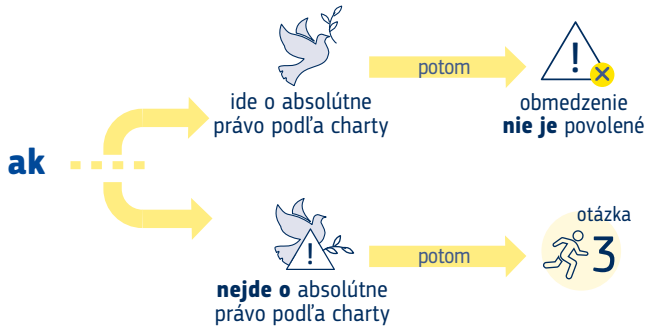 ak
ide o absolútne
právo podľa charty
potom
!
obmedzenie
nie je povolené
!
nejde o absolútne
právo podľa charty
potom
otázka
3